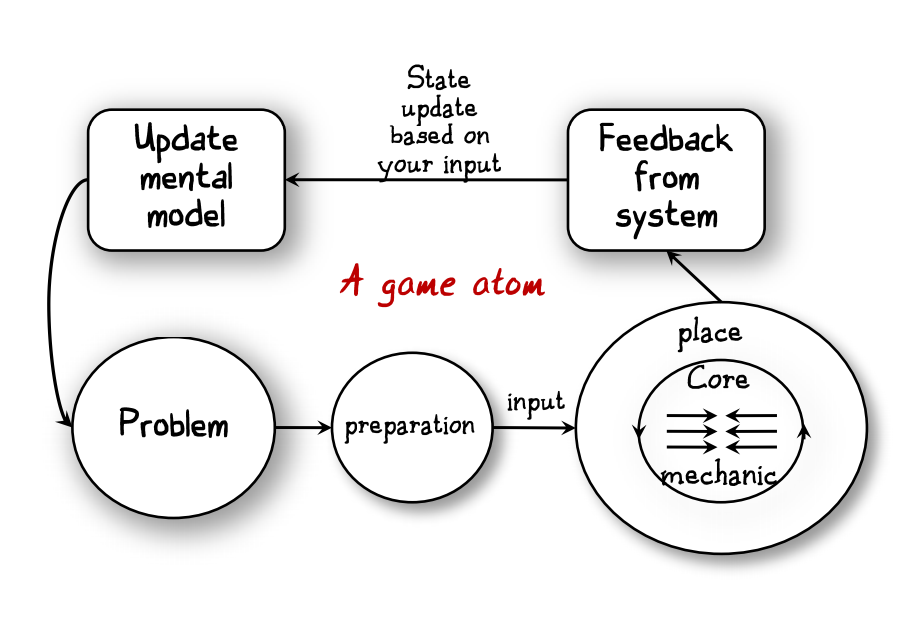 State
update
based on
your input
Update
mental
model
Feedback
from
system
A game atom
place
Core
mechanic
input
Problem
preparation